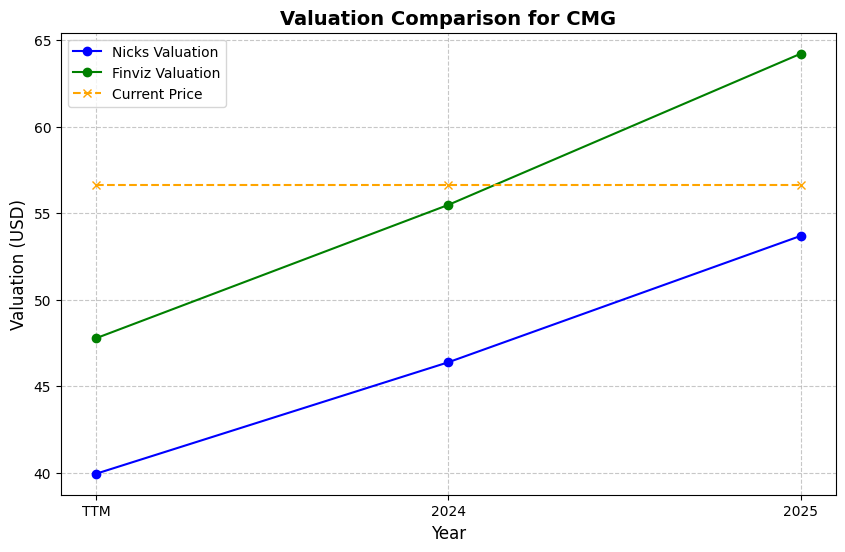 Valuation Comparison for CMG
Nicks Valuation
Finviz Valuation
Current Price
Valuation (USD)
65
60
55
50
45
40
TTM
2024
2025
Year